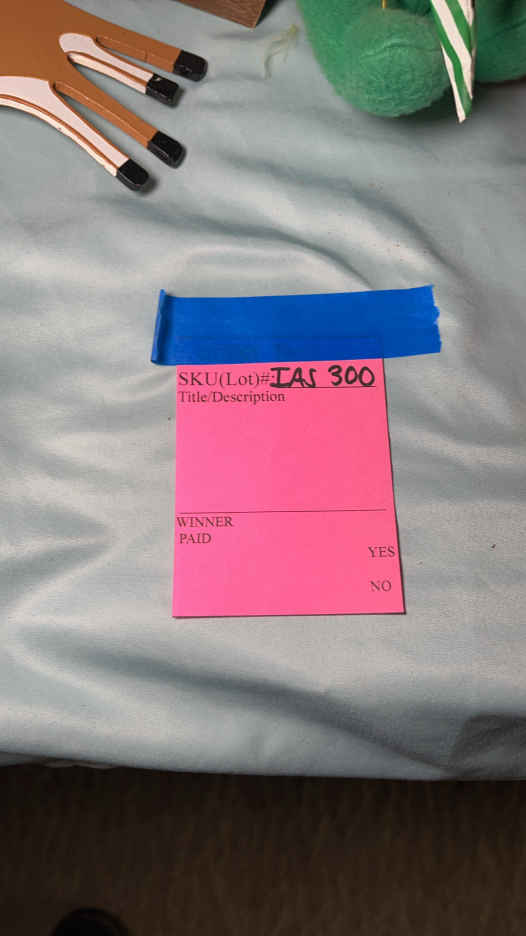 SKU(Lot)#:IAS 300
Title/Description
WINNER
PAID
YES
NO